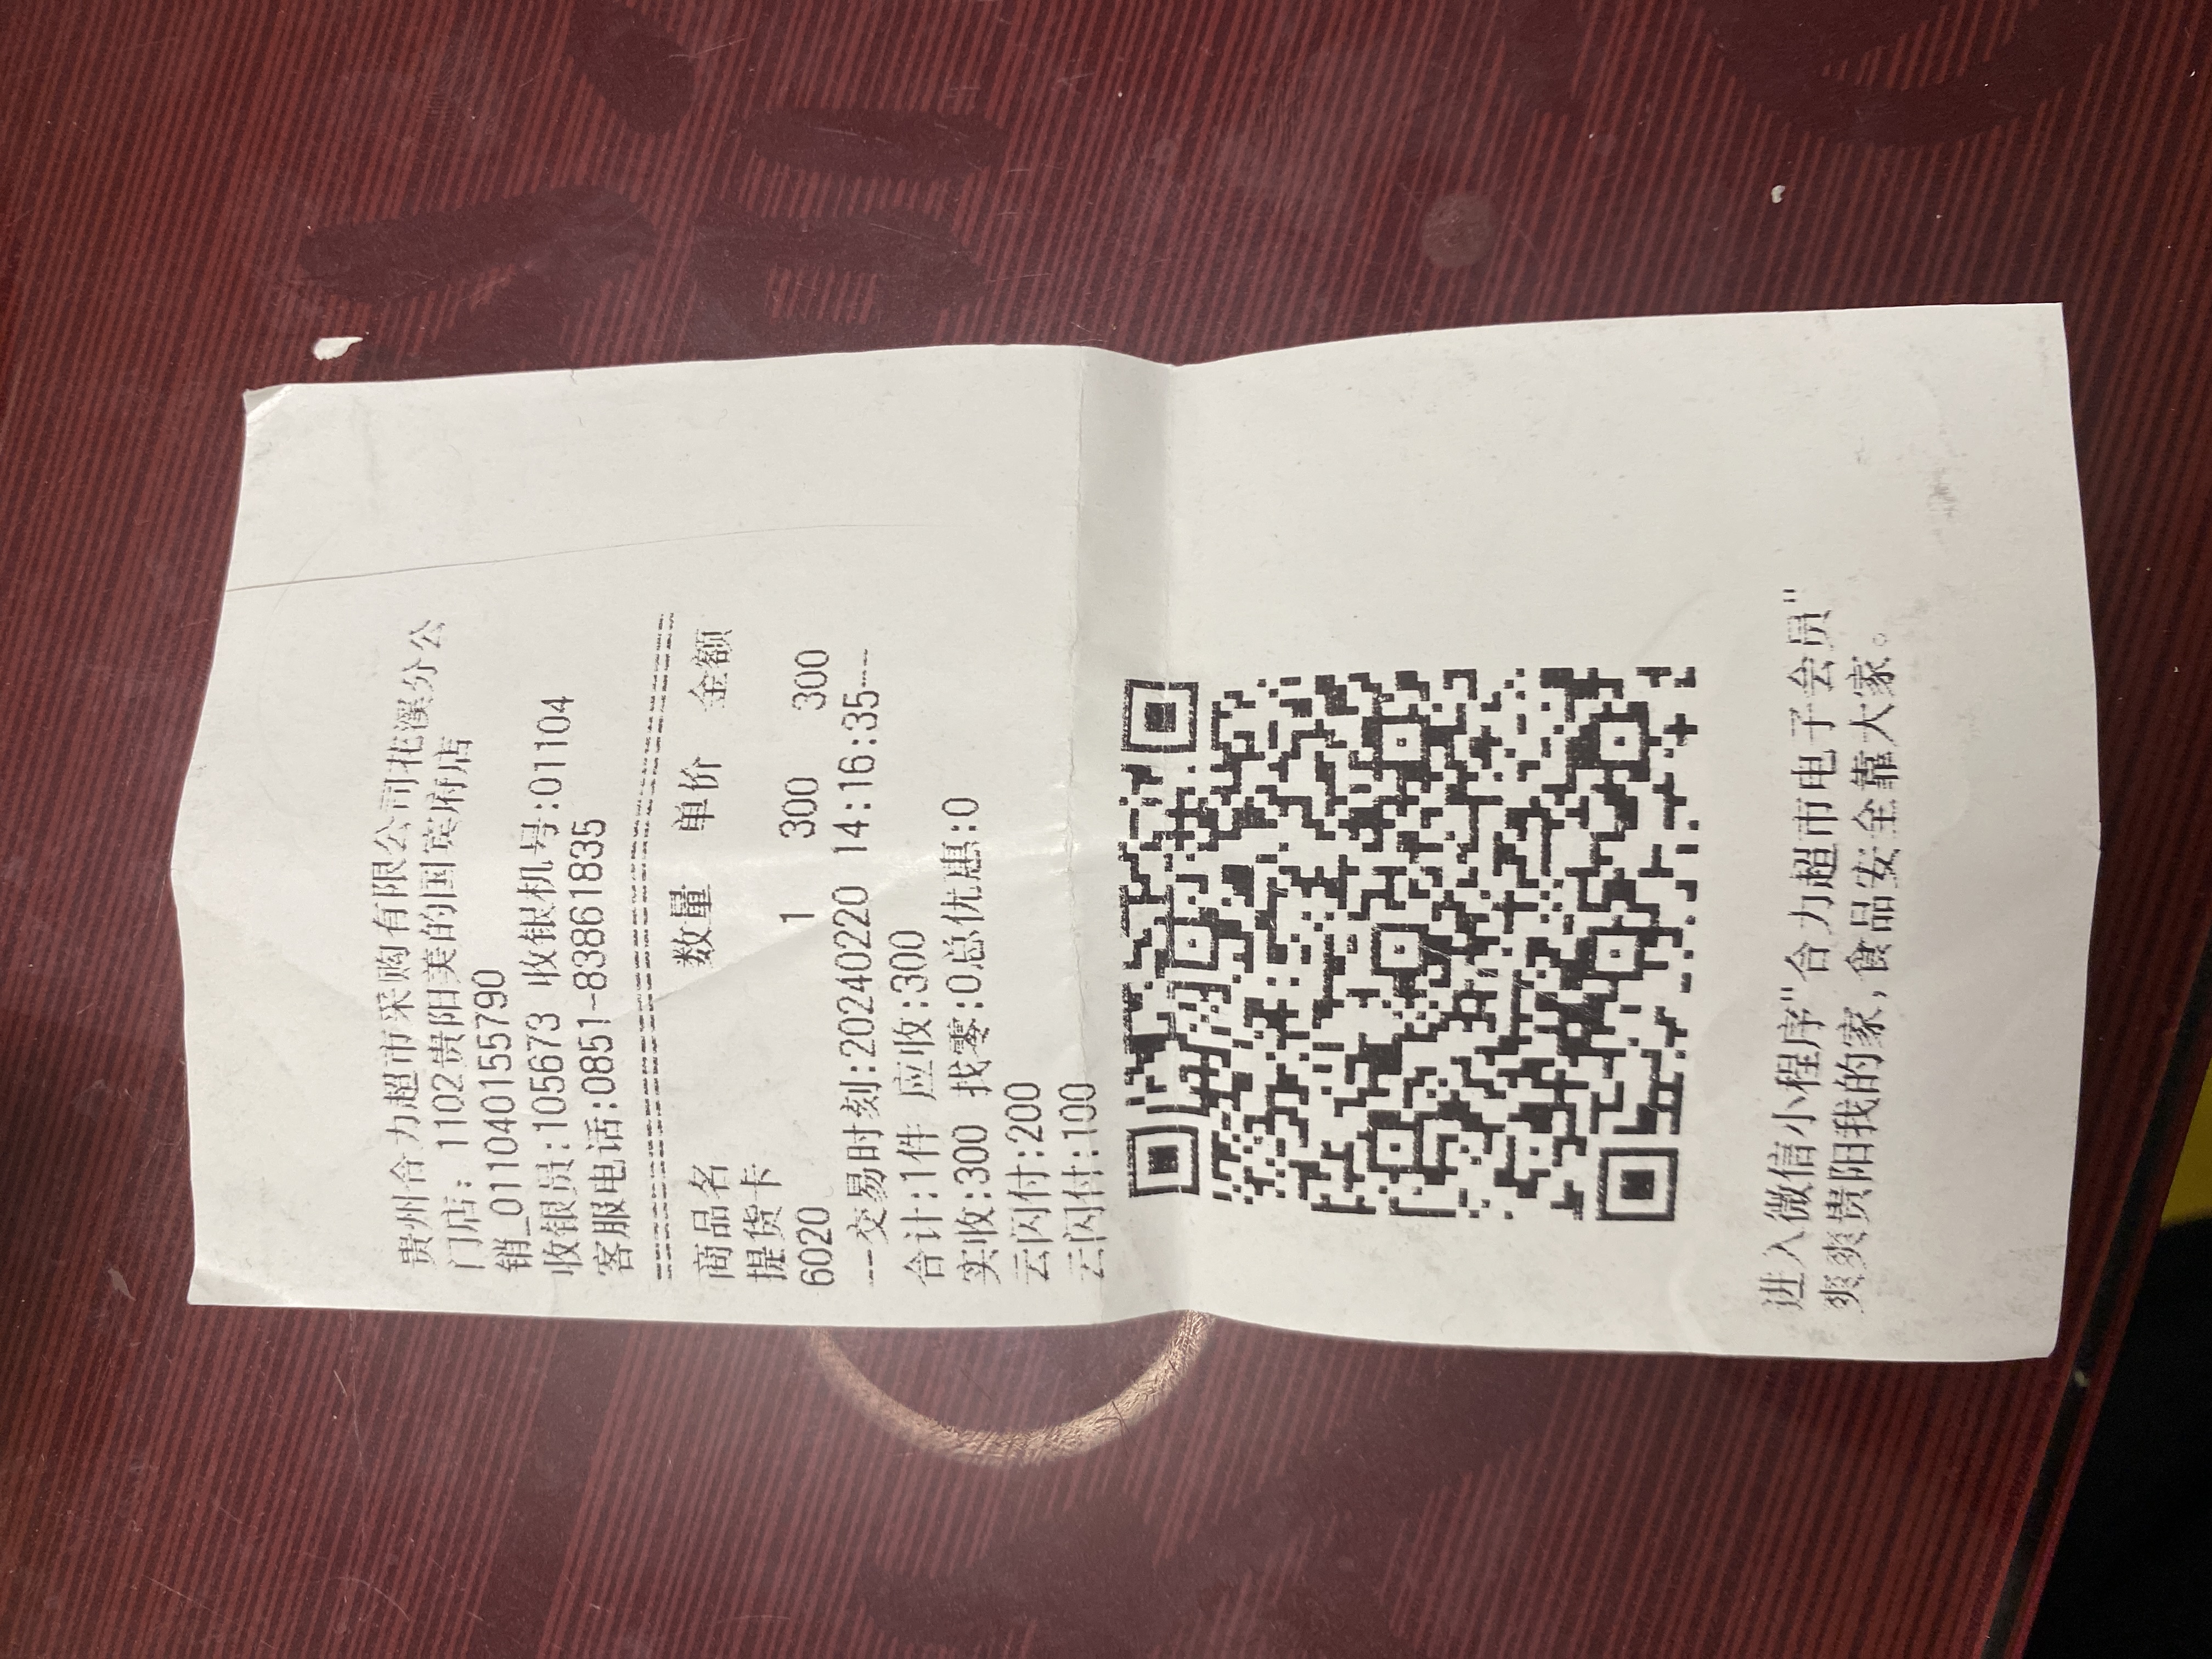 贵州合力超市采购有限公司花溪分公
门店: 1102贵阳美的国宾府店
销_011040155790
收银员:105673 收银机号:01104
客服电话:0851-83861835
================================
商品名 数量 单价 金额
提货卡
6020 1 300 300
---交易时刻:20240220 14:16:35---
合计:1件 应收:300
实收:300 找零:0总优惠:0
云闪付:200
云闪付:100
进入微信小程序"合力超市电子会员"
爽爽贵阳我的家,食品安全靠大家。